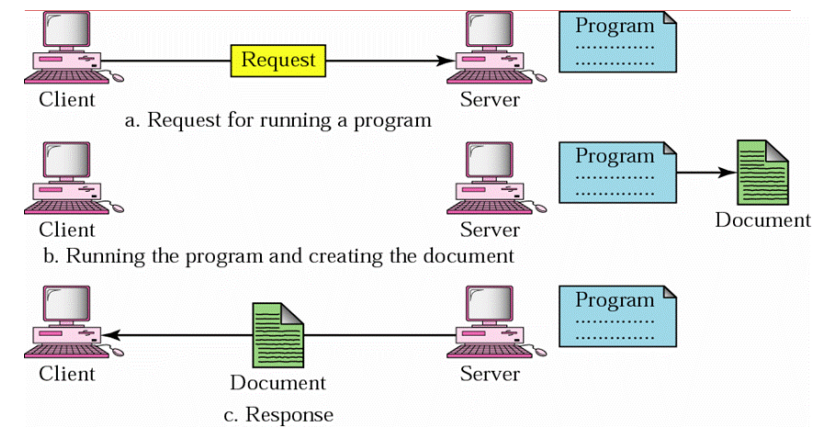 Program
Request
Client
Server
a. Request for running a program
Program
Document
Client
Server
b. Running the program and creating the document
Program
Client
Document
Server
c. Response